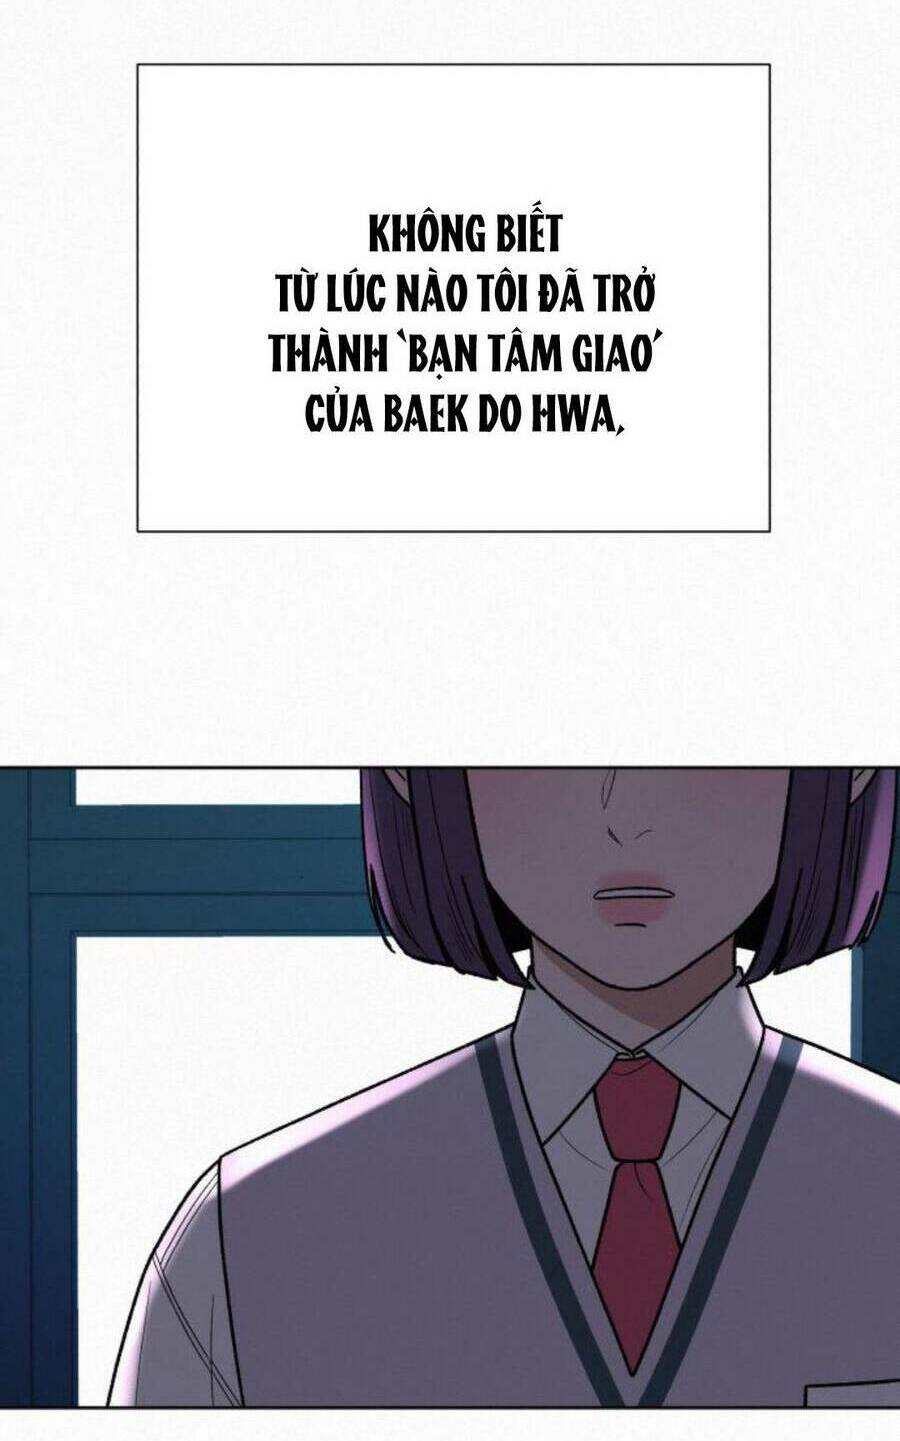 KHÔNG BIẾT
TỪ LÚC NÀO TÔI ĐÃ TRỞ
THÀNH 'BẠN TÂM GIAO'
CỦA BAEK DO HWA,